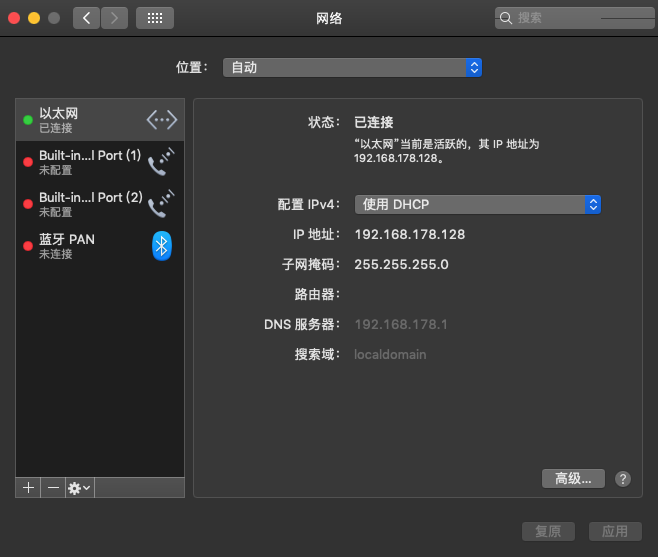 网络
搜索
位置：
自动
以太网
已连接
Built-in...l Port (1)
未配置
Built-in...l Port (2)
未配置
蓝牙 PAN
未连接
状态：
已连接
“以太网”当前是活跃的，其 IP 地址为
192.168.178.128。
配置 IPv4：
使用 DHCP
IP 地址：
192.168.178.128
子网掩码：
255.255.255.0
路由器：
DNS 服务器：
192.168.178.1
搜索域：
localdomain
高级...
?
复原
应用